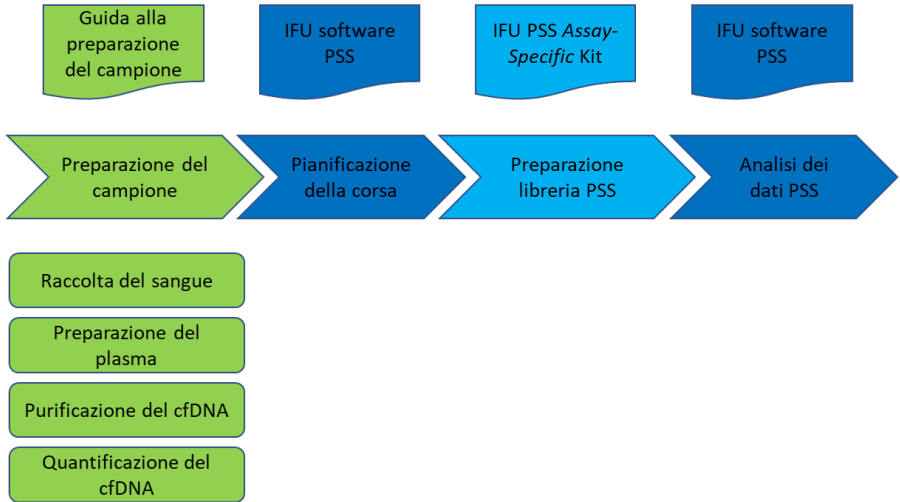 Guida alla
preparazione
del campione
IFU software
PSS
IFU PSS Assay-
Specific Kit
IFU software
PSS
Preparazione del
campione
Pianificazione
della corsa
Preparazione
libreria PSS
Analisi dei
dati PSS
Raccolta del sangue
Preparazione del
plasma
Purificazione del cfDNA
Quantificazione del
cfDNA